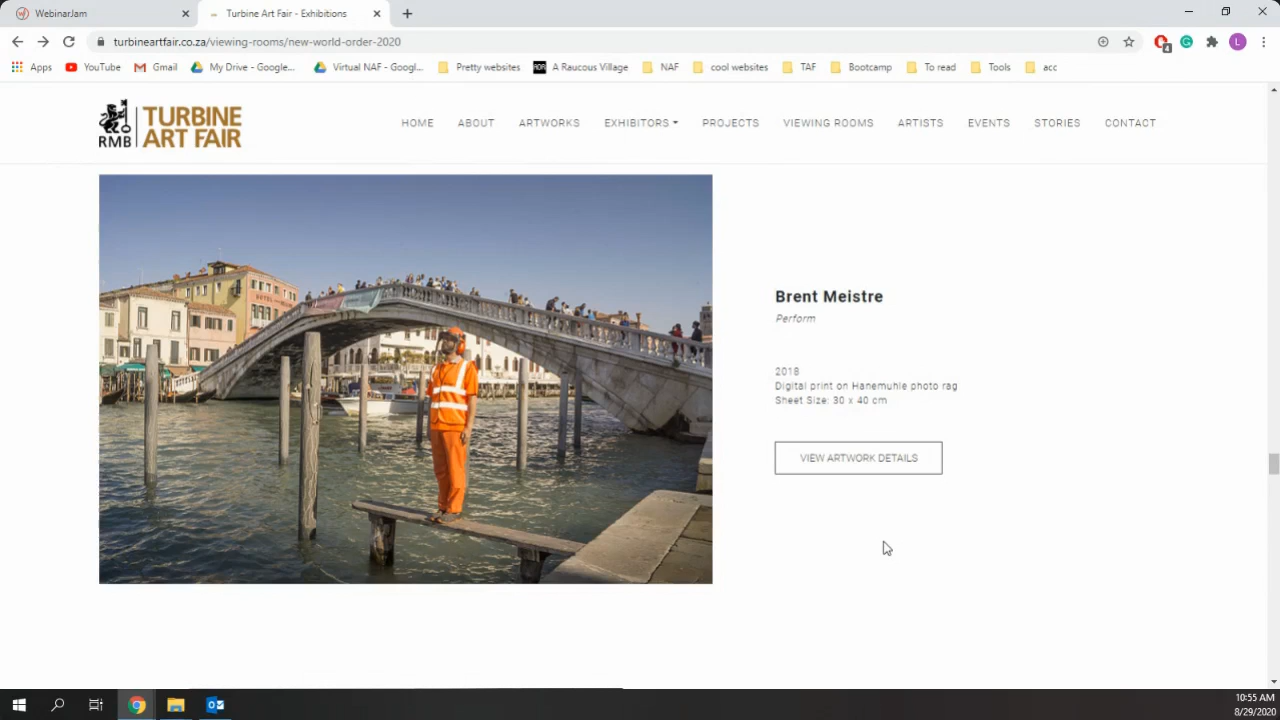 WebinarJam
Turbine Art Fair - Exhibitions
turbineartfair.co.za/viewing-rooms/new-world-order-2020
4
L
Apps
YouTube
Gmail
My Drive - Google...
Virtual NAF - Googl...
Pretty websites
A Raucous Village
NAF
cool websites
TAF
Bootcamp
To read
Tools
acc
RMB
TURBINE
ART FAIR
HOME
ABOUT
ARTWORKS
EXHIBITORS
PROJECTS
VIEWING ROOMS
ARTISTS
EVENTS
STORIES
CONTACT
Brent Meistre
Perform
2018
Digital print on Hanemuhle photo rag
Sheet Size: 30 x 40 cm
VIEW ARTWORK DETAILS
10:55 AM
8/29/2020